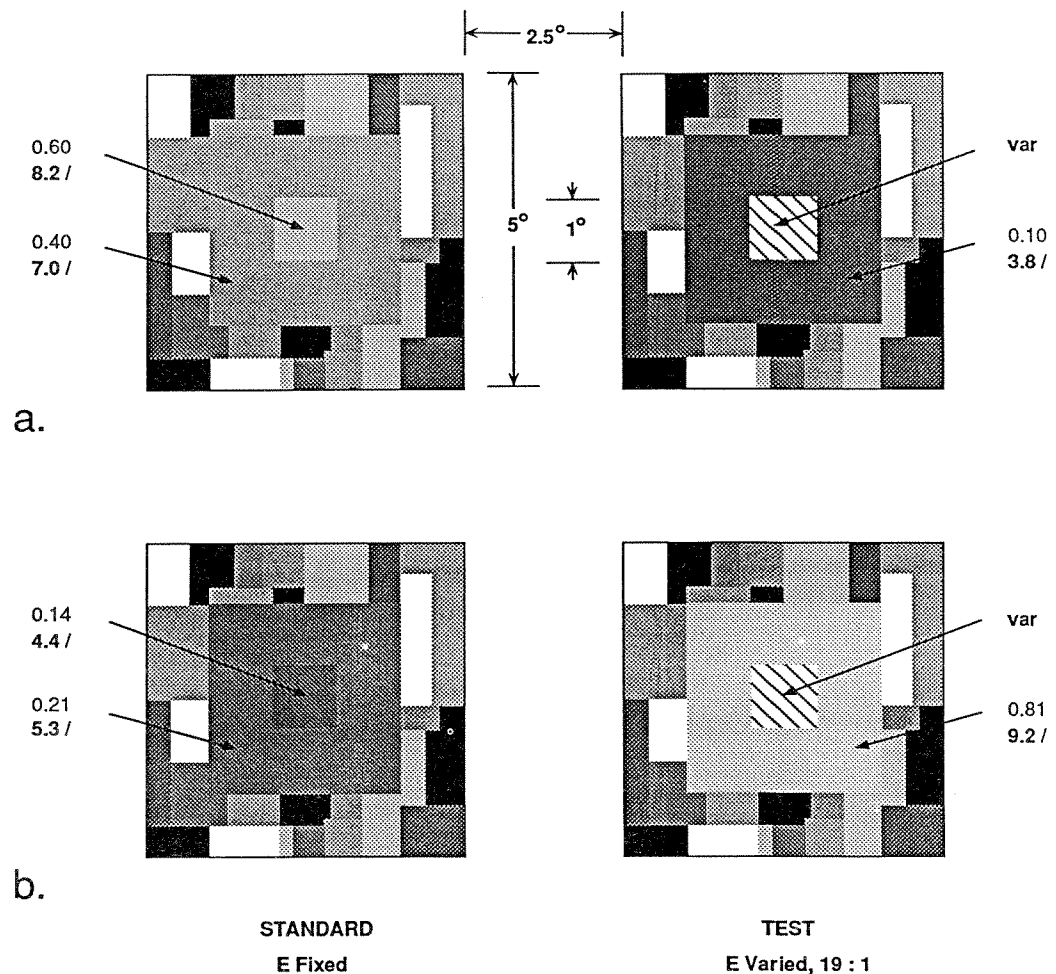 2.5°
0.60
8.2 /
0.40
7.0 /
5°
1°
var
0.10
3.8 /
a.
0.14
4.4 /
0.21
5.3 /
var
0.81
9.2 /
b.
STANDARD
E Fixed
TEST
E Varied, 19 : 1